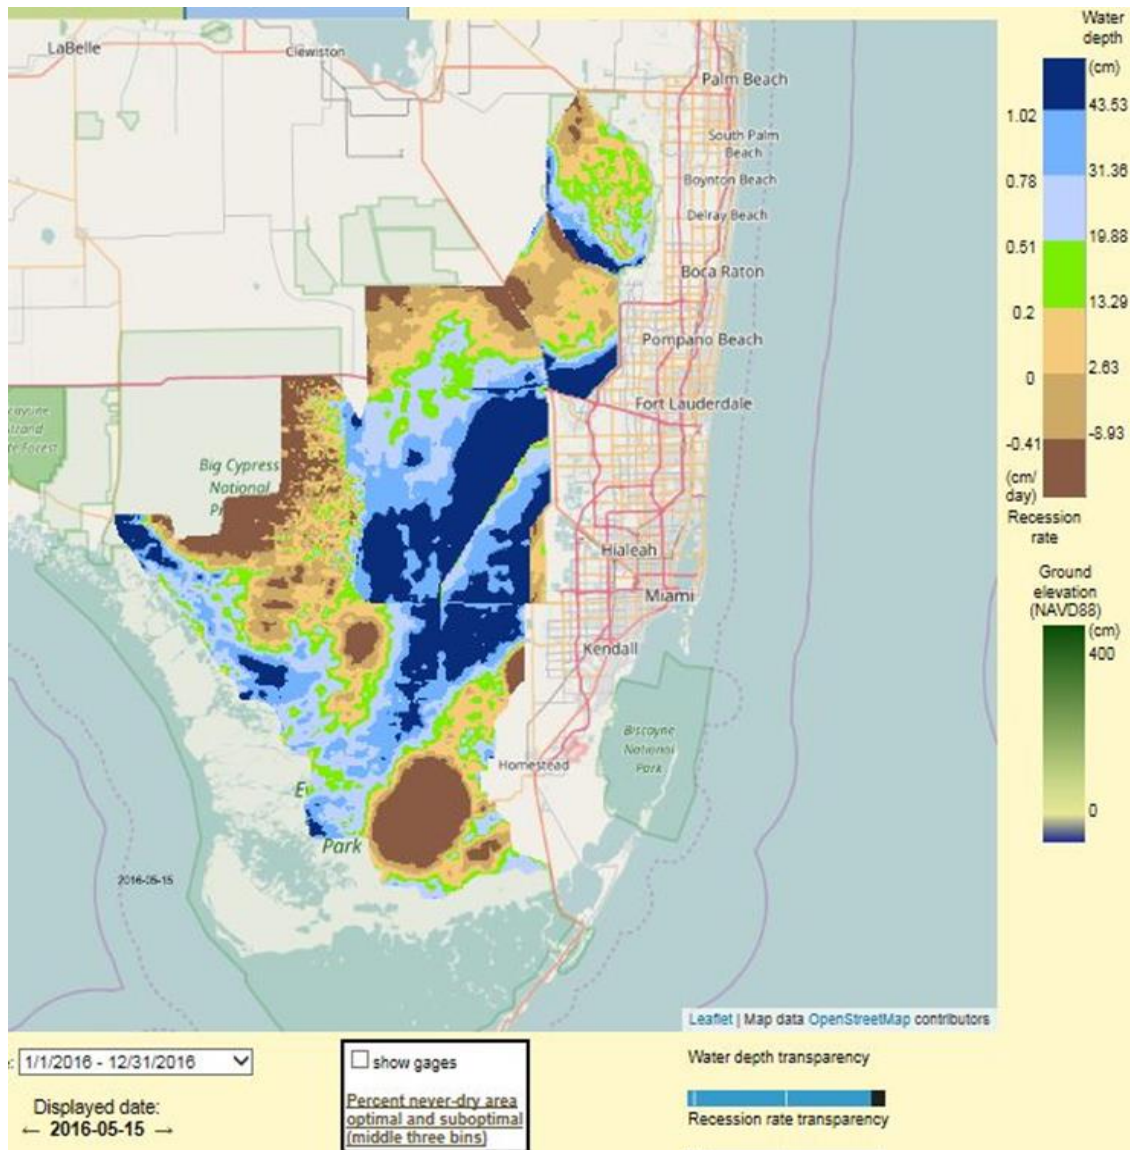 Water
depth
(cm)
43.53
31.36
19.88
13.29
2.63
-8.93
1.02
0.78
0.51
0.2
0
-0.41
(cm/
day)
Recession
rate
Ground
elevation
(NAVD88)
(cm)
400
0
LaBelle
Clewiston
Palm Beach
South Palm
Beach
Boynton Beach
Delray Beach
Boca Raton
Pompano Beach
Fort Lauderdale
Big Cypress
National
Hialeah
Miami
Kendall
Biscayne
National
Park
Homestead
E
Park
2016-05-15
Leaflet | Map data OpenStreetMap contributors
1/1/2016 - 12/31/2016
Displayed date:
← 2016-05-15 →
show gages
Percent never-dry area
optimal and suboptimal
(middle three bins)
Water depth transparency
Recession rate transparency